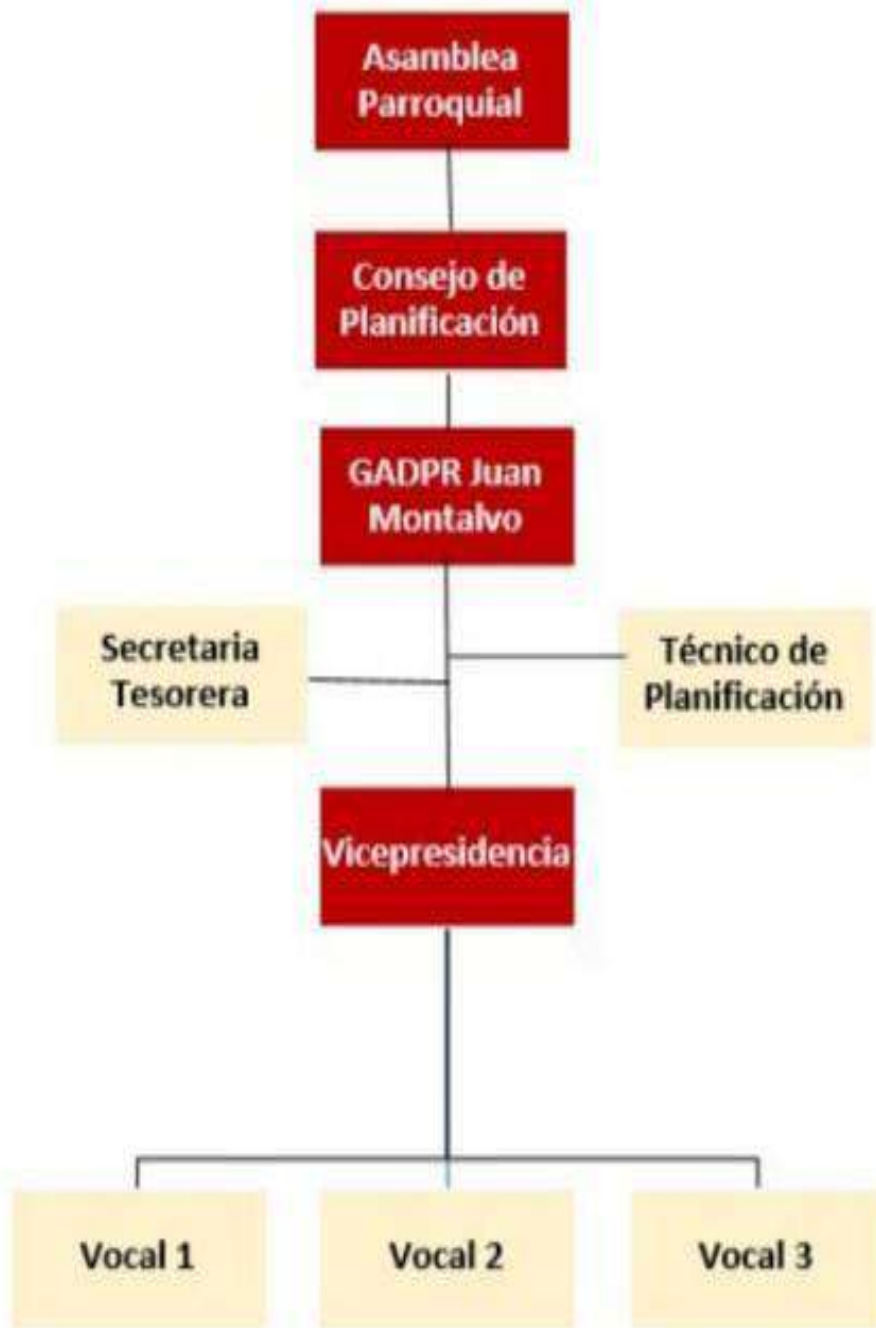 Asamblea
Parroquial
Consejo de
Planificación
GADPR Juan
Montalvo
Secretaria
Tesorera
Técnico de
Planificación
Vicepresidencia
Vocal 1
Vocal 2
Vocal 3